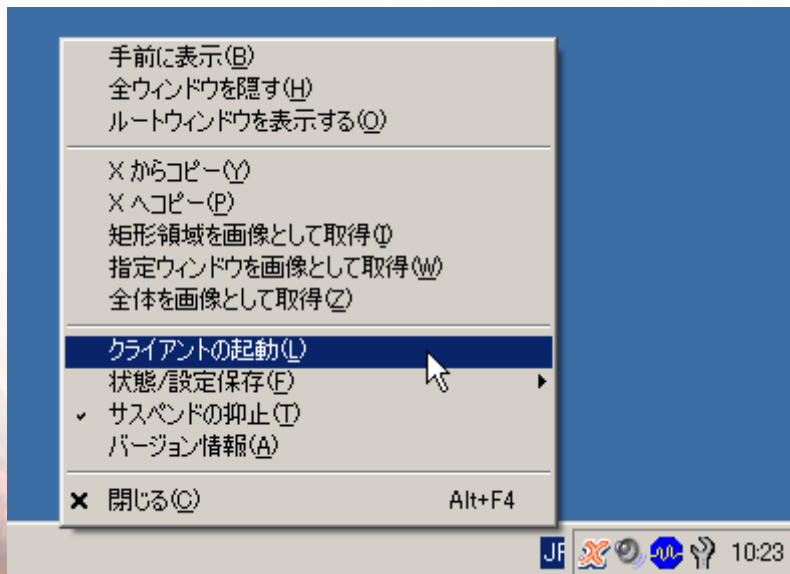 手前に表示(B)
全ウィンドウを隠す(H)
ルートウィンドウを表示する(O)
X からコピー(Y)
X へコピー(P)
矩形領域を画像として取得(I)
指定ウィンドウを画像として取得(W)
全体を画像として取得(Z)
クライアントの起動(L)
状態/設定保存(F)
サスペンドの抑止(T)
バージョン情報(A)
閉じる(C) Alt+F4
JP 10:23